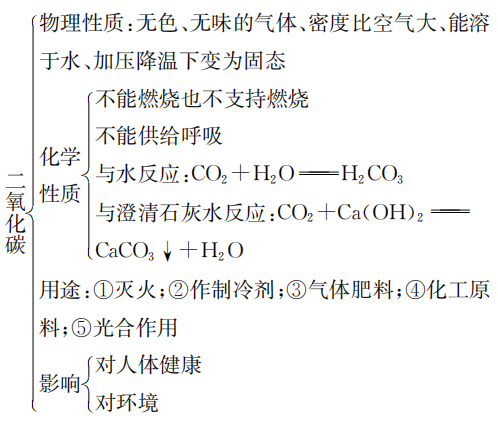 二氧化碳
物理性质:无色、无味的气体、密度比空气大、能溶
于水、加压降温下变为固态
化学
性质
不能燃烧也不支持燃烧
不能供给呼吸
与水反应:CO₂+H₂O══H₂CO₃
与澄清石灰水反应:CO₂+Ca(OH)₂══
CaCO₃↓+H₂O
用途:①灭火;②作制冷剂;③气体肥料;④化工原
料;⑤光合作用
影响
对人体健康
对环境